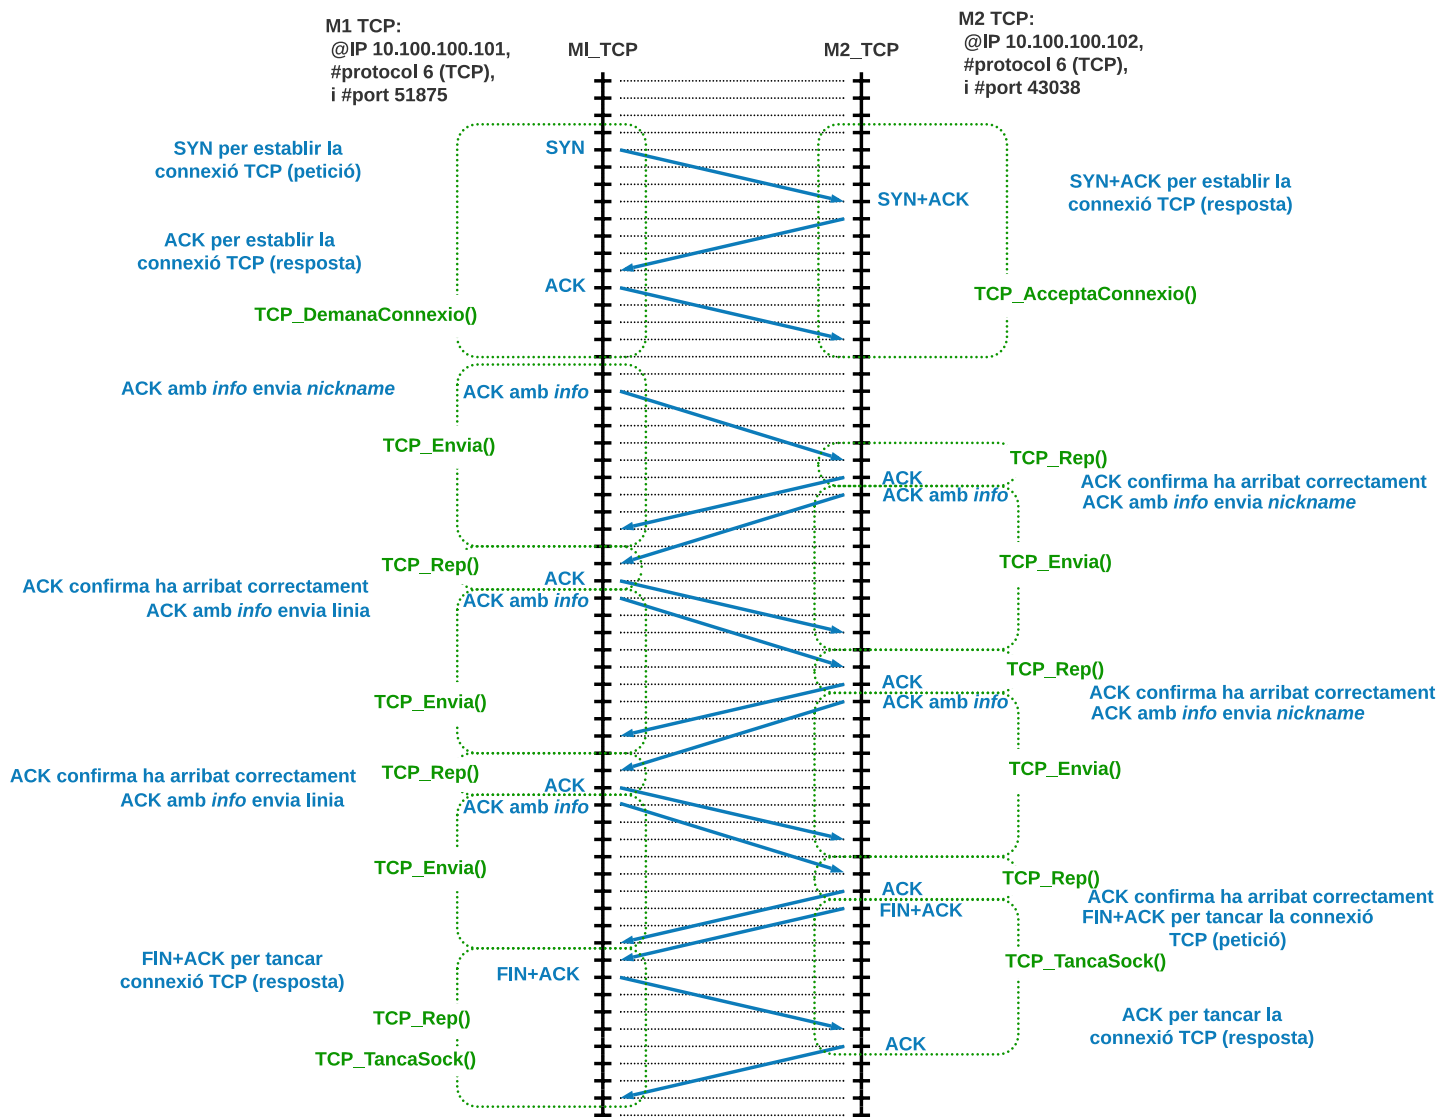 M1 TCP:
@IP 10.100.100.101,
#protocol 6 (TCP),
i #port 51875
MI_TCP
M2_TCP
M2 TCP:
@IP 10.100.100.102,
#protocol 6 (TCP),
i #port 43038
SYN per establir la
connexió TCP (petició)
SYN
SYN+ACK
SYN+ACK per establir la
connexió TCP (resposta)
ACK per establir la
connexió TCP (resposta)
ACK
TCP_DemanaConnexio()
TCP_AcceptaConnexio()
ACK amb info envia nickname
ACK amb info
TCP_Envia()
TCP_Rep()
ACK
ACK amb info
ACK confirma ha arribat correctament
ACK amb info envia nickname
TCP_Rep()
TCP_Envia()
ACK confirma ha arribat correctament
ACK amb info envia linia
ACK
ACK amb info
TCP_Envia()
TCP_Rep()
ACK
ACK amb info
ACK confirma ha arribat correctament
ACK amb info envia nickname
TCP_Rep()
TCP_Envia()
ACK confirma ha arribat correctament
ACK amb info envia linia
ACK
ACK amb info
TCP_Envia()
TCP_Rep()
ACK
FIN+ACK
ACK confirma ha arribat correctament
FIN+ACK per tancar la connexió
TCP (petició)
TCP_TancaSock()
FIN+ACK per tancar
connexió TCP (resposta)
FIN+ACK
TCP_Rep()
TCP_TancaSock()
ACK
ACK per tancar la
connexió TCP (resposta)